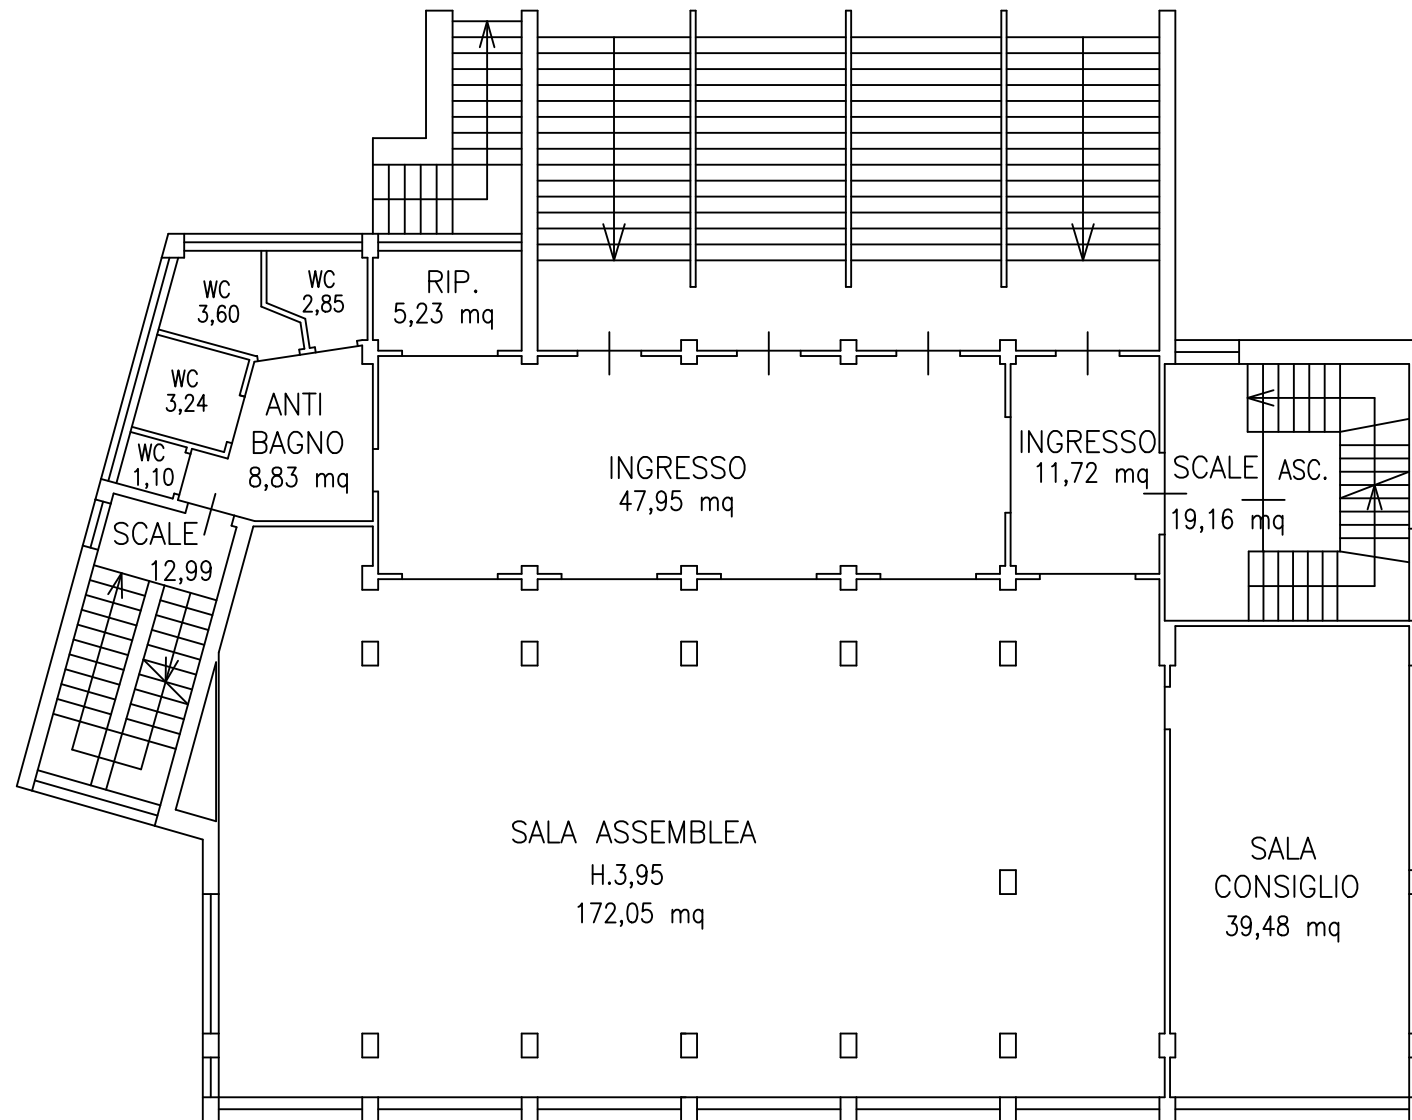 WC
3,60
WC
2,85
RIP.
5,23 mq
WC
3,24
ANTI
BAGNO
8,83 mq
WC
1,10
INGRESSO
47,95 mq
INGRESSO
11,72 mq
SCALE
19,16 mq
ASC.
SCALE
12,99
SALA ASSEMBLEA
H.3,95
172,05 mq
SALA
CONSIGLIO
39,48 mq